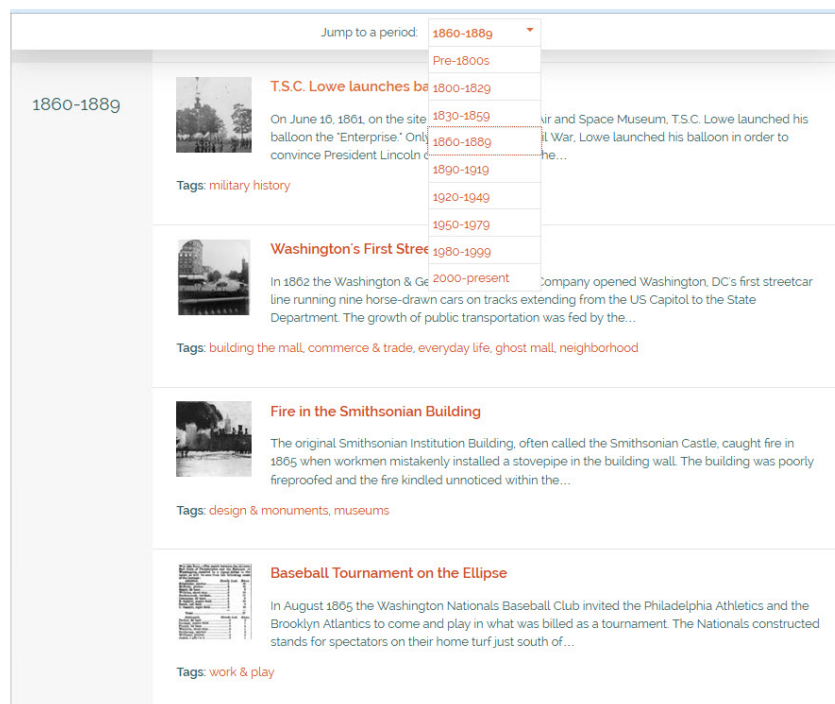 Jump to a period: 1860-1889
Pre-1800s
1800-1829
1830-1859
1860-1889
1890-1919
1920-1949
1950-1979
1980-1999
2000-present
1860-1889
T.S.C. Lowe launches
On June 16, 1861, on the site Air and Space Museum, T.S.C. Lowe launched his
balloon the "Enterprise." War, Lowe launched his balloon in order to
convince President Lincoln
Tags: military history
Washington's First
In 1862 the Washington & Company opened Washington, DC's first streetcar
line running nine horse-drawn cars on tracks extending from the US Capitol to the State
Department. The growth of public transportation was fed by the...
Tags: building the mall, commerce & trade, everyday life, ghost mall, neighborhood
Fire in the Smithsonian Building
The original Smithsonian Institution Building, often called the Smithsonian Castle, caught fire in
1865 when workmen mistakenly installed a stovepipe in the building wall. The building was poorly
fireproofed and the fire kindled unnoticed within the...
Tags: design & monuments, museums
Baseball Tournament on the Ellipse
In August 1865 the Washington Nationals Baseball Club invited the Philadelphia Athletics and the
Brooklyn Atlantics to come and play in what was billed as a tournament. The Nationals constructed
stands for spectators on their home turf just south of...
Tags: work & play